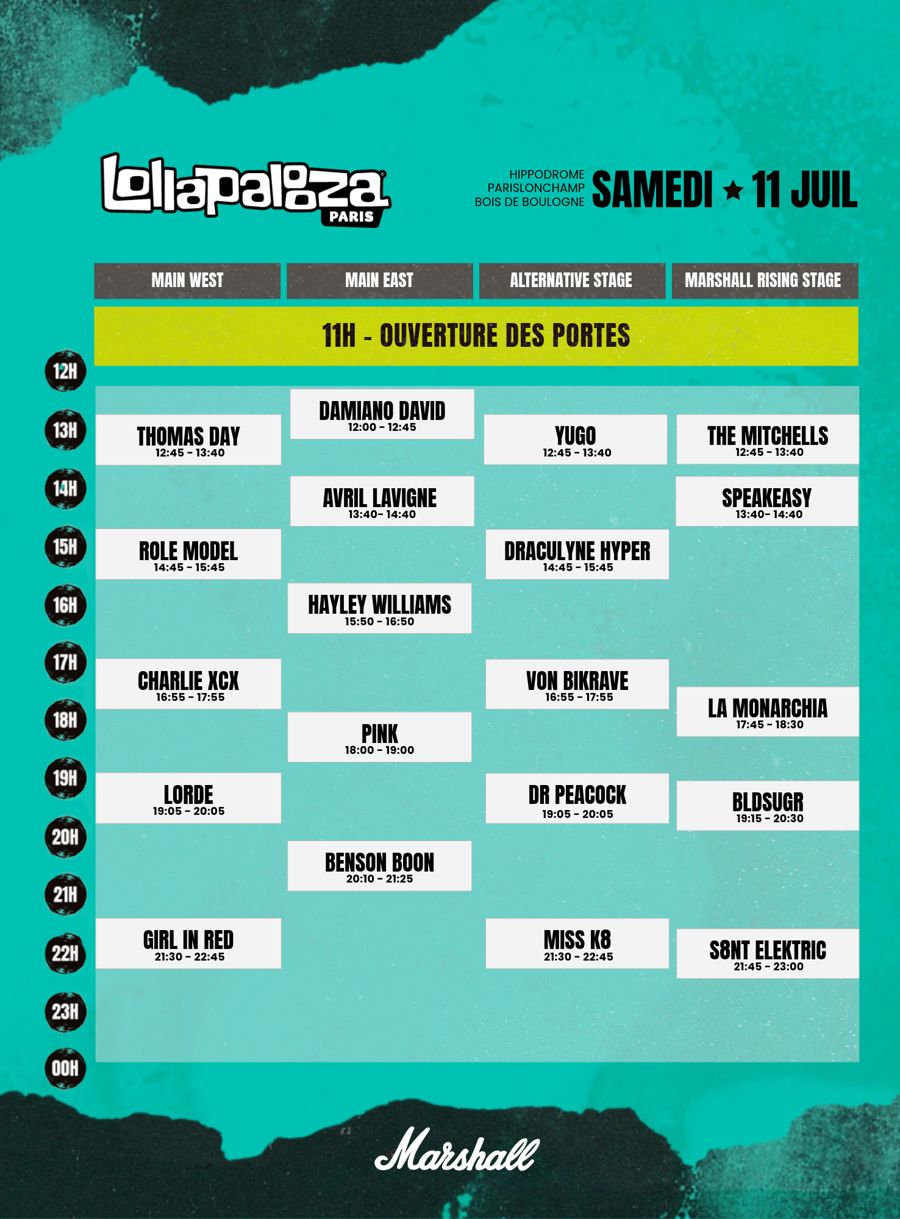 Lollapalooza
PARIS
HIPPODROME
PARISLONCHAMP
BOIS DE BOULOGNE
SAMEDI ★ 11 JUIL
MAIN WEST
MAIN EAST
ALTERNATIVE STAGE
MARSHALL RISING STAGE
11H - OUVERTURE DES PORTES
12H
DAMIANO DAVID
12:00 - 12:45
13H
THOMAS DAY
12:45 - 13:40
YUGO
12:45 - 13:40
THE MITCHELLS
12:45 - 13:40
14H
AVRIL LAVIGNE
13:40- 14:40
SPEAKEASY
13:40- 14:40
15H
ROLE MODEL
14:45 - 15:45
DRACULYNE HYPER
14:45 - 15:45
16H
HAYLEY WILLIAMS
15:50 - 16:50
17H
CHARLIE XCX
16:55 - 17:55
VON BIKRAVE
16:55 - 17:55
18H
LA MONARCHIA
17:45 - 18:30
PINK
18:00 - 19:00
19H
LORDE
19:05 - 20:05
DR PEACOCK
19:05 - 20:05
BLDSUGR
19:15 - 20:30
20H
BENSON BOON
20:10 - 21:25
21H
22H
GIRL IN RED
21:30 - 22:45
MISS K8
21:30 - 22:45
S8NT ELEKTRIC
21:45 - 23:00
23H
00H
Marshall